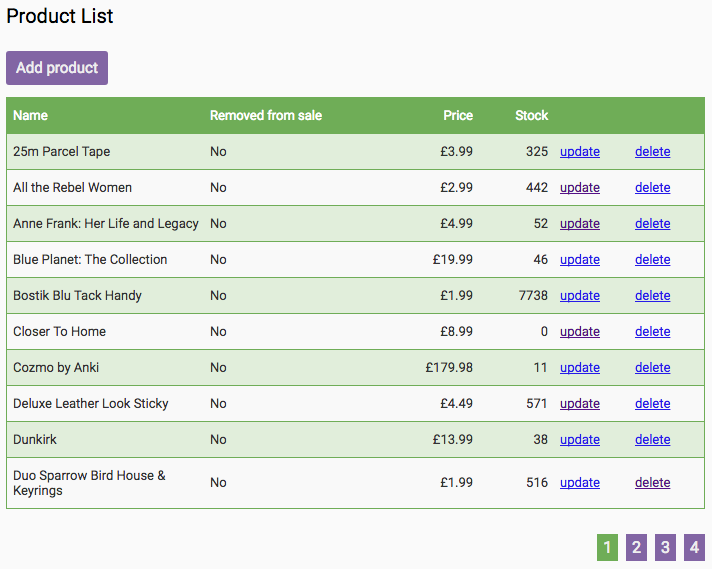 Product List
Add product
Name Removed from sale Price Stock
25m Parcel Tape No £3.99 325 update delete
All the Rebel Women No £2.99 442 update delete
Anne Frank: Her Life and Legacy No £4.99 52 update delete
Blue Planet: The Collection No £19.99 46 update delete
Bostik Blu Tack Handy No £1.99 7738 update delete
Closer To Home No £8.99 0 update delete
Cozmo by Anki No £179.98 11 update delete
Deluxe Leather Look Sticky No £4.49 571 update delete
Dunkirk No £13.99 38 update delete
Duo Sparrow Bird House &
Keyrings No £1.99 516 update delete
1 2 3 4